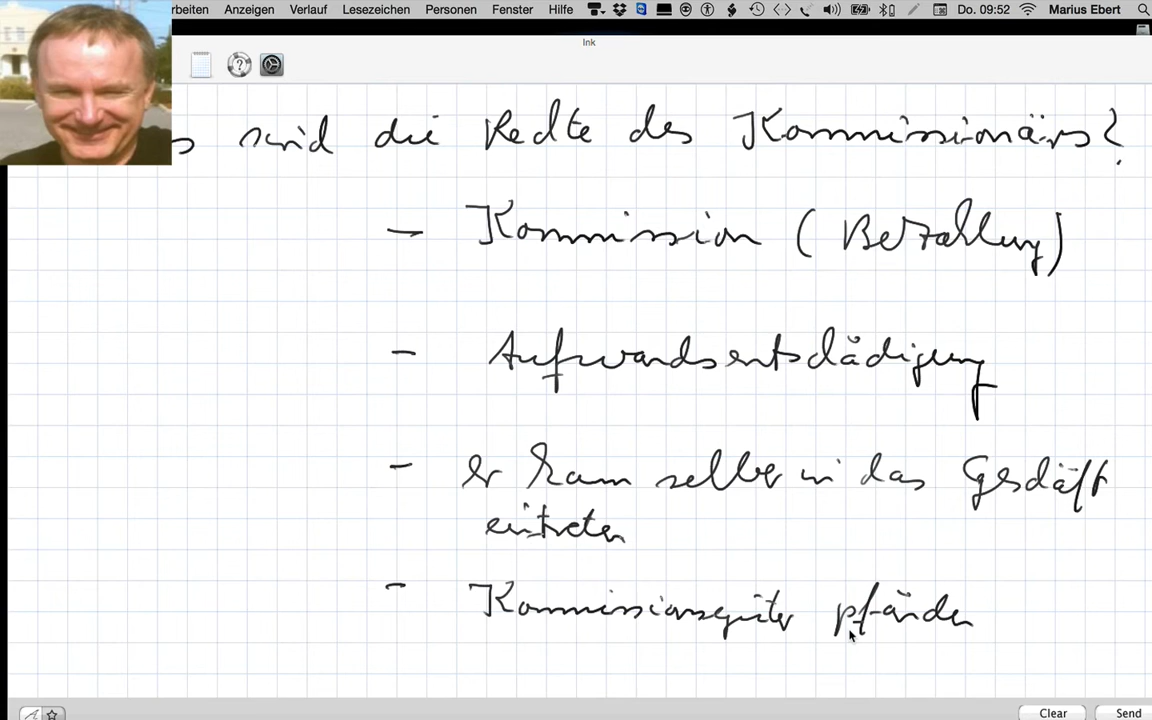 rbeiten Anzeigen Verlauf Lesezeichen Personen Fenster Hilfe Do. 09:52 Marius Ebert
Ink
s sind die Rechte des Kommissionärs?
- Kommission (Bezahlung)
- Aufwandsentschädigung
- er kann selber in das Geschäft
eintreten
- Kommissionsgüter pfänden
Clear Send